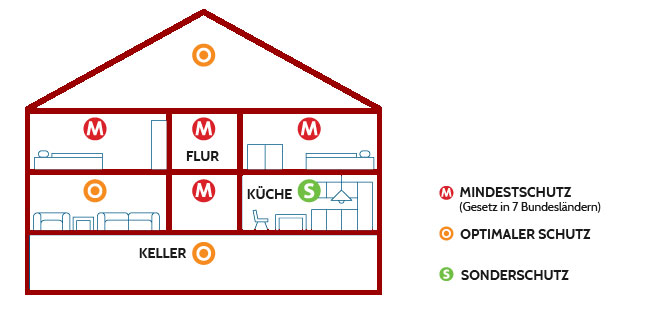 O
M
M
M
FLUR
O
M
KÜCHE
S
KELLER
O
M MINDESTSCHUTZ
(Gesetz in 7 Bundesländern)
O OPTIMALER SCHUTZ
S SONDERSCHUTZ